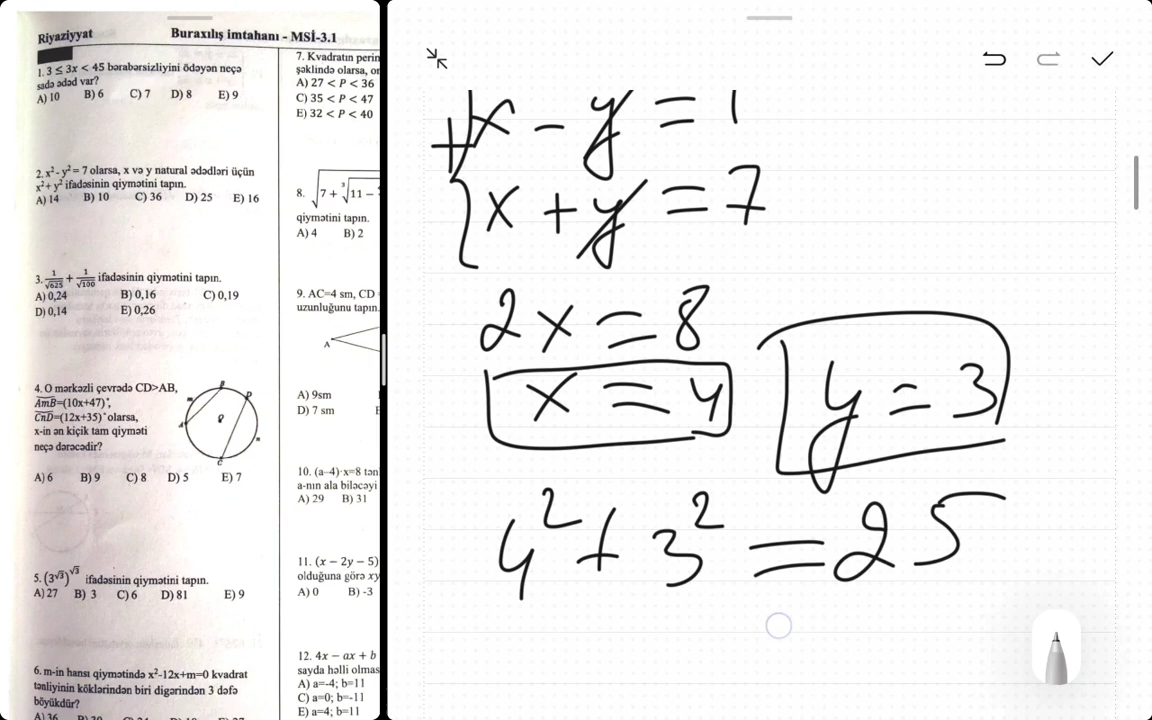 Riyaziyyat Buraxılış imtahanı - MSİ-3.1
1. 3 ≤ 3x < 45 bərabərsizliyini ödəyən neçə
sadə ədəd var?
A) 10 B) 6 C) 7 D) 8 E) 9
2. x² - y² = 7 olarsa, x və y natural ədədləri üçün
x² + y² ifadəsinin qiymətini tapın.
A) 14 B) 10 C) 36 D) 25 E) 16
3. 1/√625 + 1/√100 ifadəsinin qiymətini tapın.
A) 0,24 B) 0,16 C) 0,19
D) 0,14 E) 0,26
4. O mərkəzli çevrədə CD>AB,
AmB=(10x+47)°,
CnD=(12x+35)° olarsa,
x-in ən kiçik tam qiyməti
neçə dərəcədir?
A) 6 B) 9 C) 8 D) 5 E) 7
5. (3^√3)^√3 ifadəsinin qiymətini tapın.
A) 27 B) 3 C) 6 D) 81 E) 9
6. m-in hansı qiymətində x²-12x+m=0 kvadrat
tənliyinin köklərindən biri digərindən 3 dəfə
böyükdür?
A) 36
7. Kvadratın perin
şəklində olarsa, or
A) 27 < P < 36
C) 35 < P < 47
E) 32 < P < 40
8. √7 + ³√11 −
qiymətini tapın.
A) 4 B) 2
9. AC=4 sm, CD
uzunluğunu tapın.
A
A) 9sm
D) 7 sm E
10. (a−4)·x=8 tən
a-nın ala biləcəyi
A) 29 B) 31
11. (x − 2y − 5)
olduğuna görə xy
A) 0 B) -3
12. 4x − ax + b
sayda həlli olmas
A) a=-4; b=11
C) a=0; b=-11
E) a=4; b=11
+ x − y = 1
x + y = 7
2x = 8
x = 4 y = 3
4² + 3² = 25